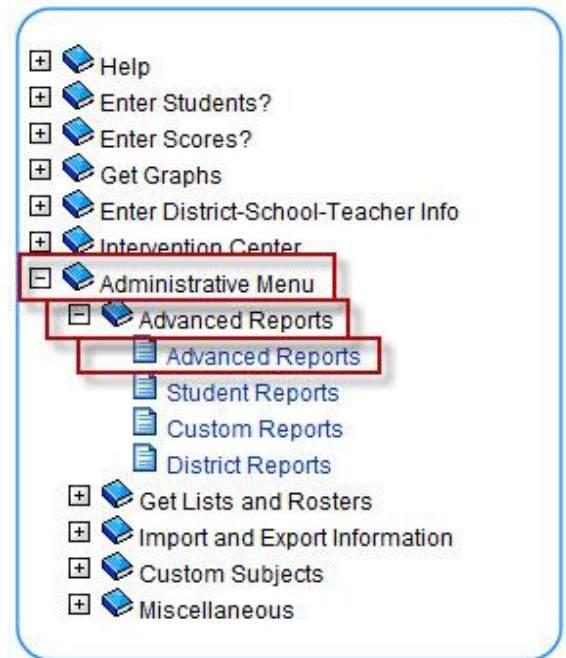 Help
Enter Students?
Enter Scores?
Get Graphs
Enter District-School-Teacher Info
Intervention Center
Administrative Menu
Advanced Reports
Advanced Reports
Student Reports
Custom Reports
District Reports
Get Lists and Rosters
Import and Export Information
Custom Subjects
Miscellaneous